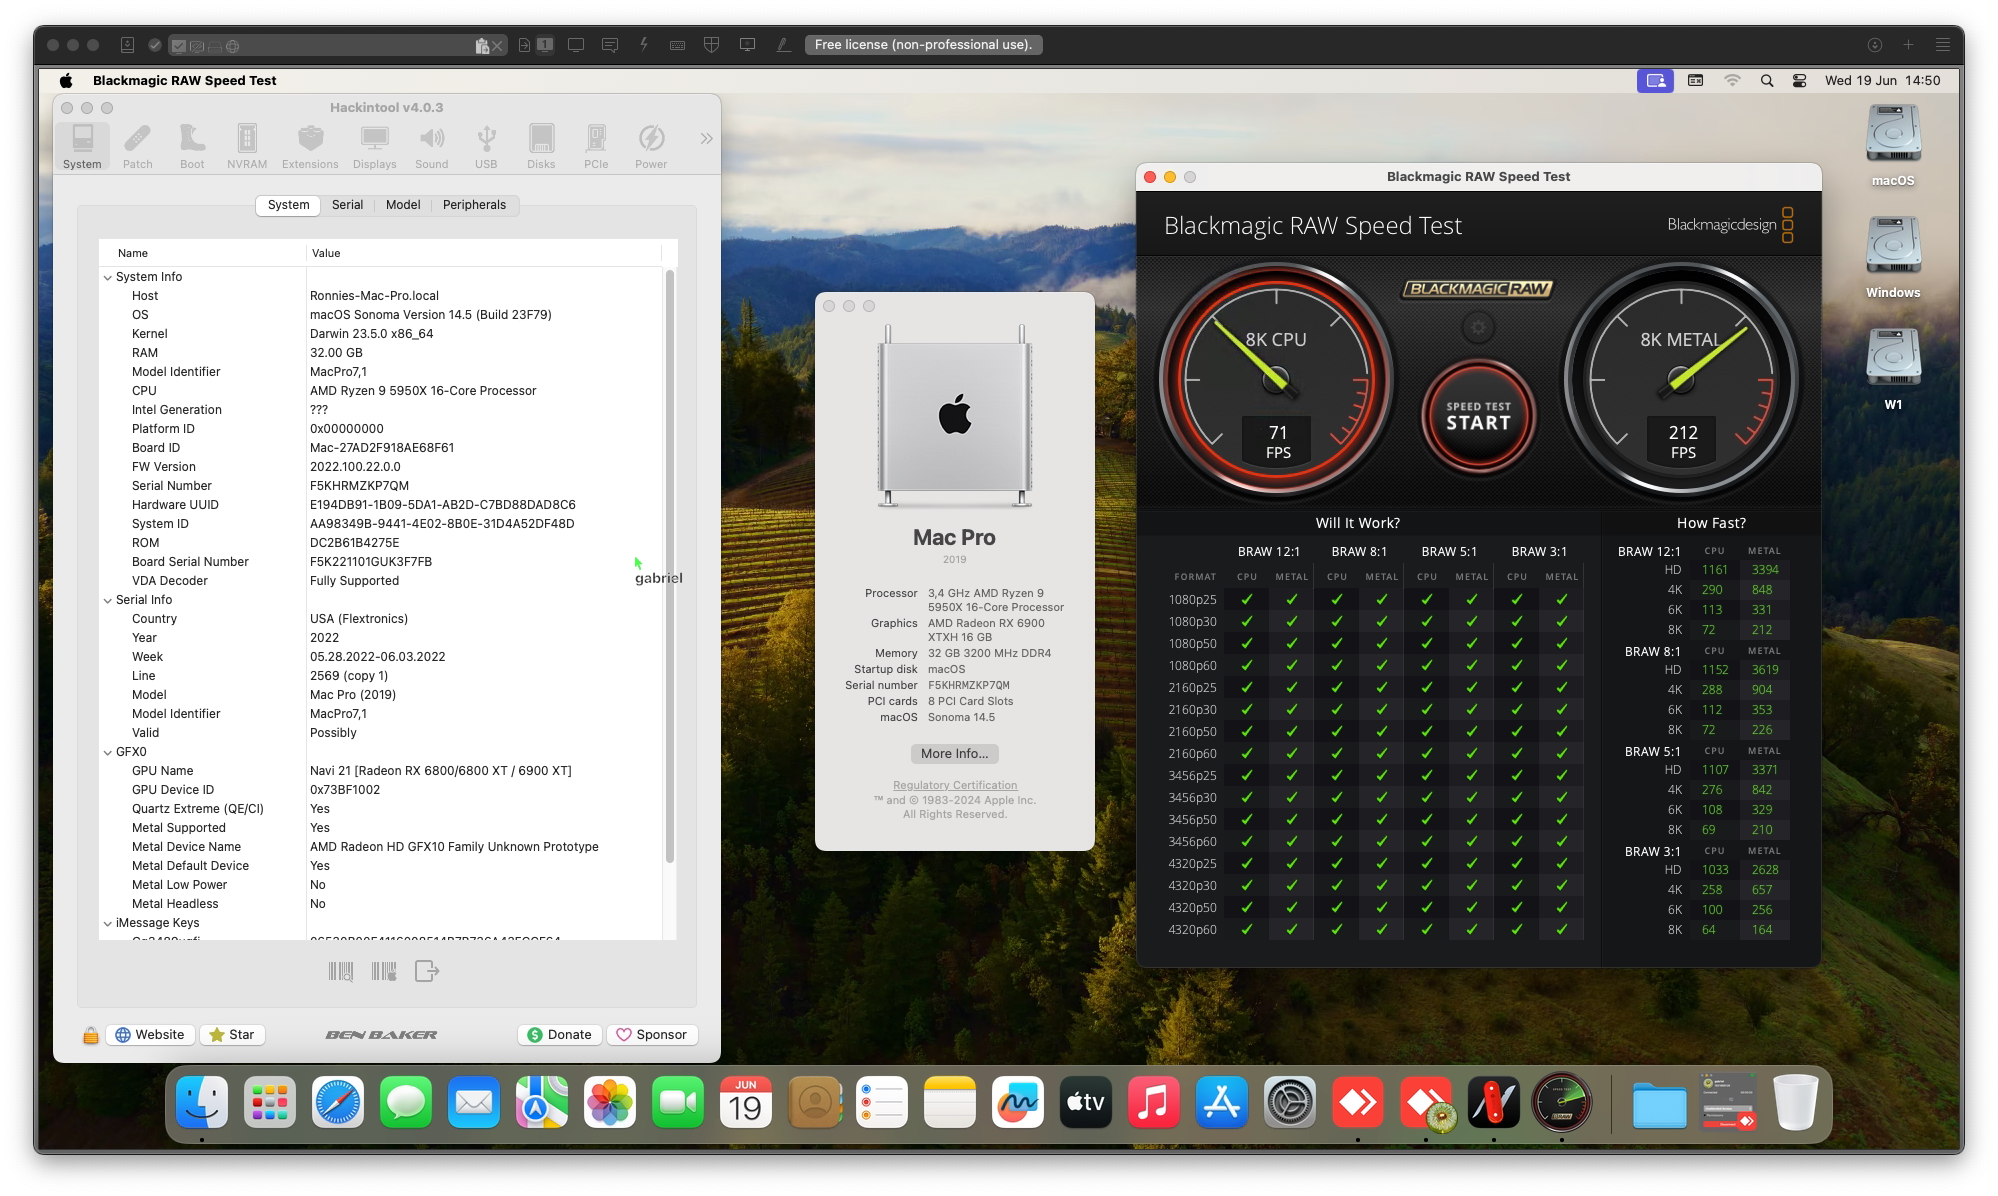 1
Free license (non-professional use).
Blackmagic RAW Speed Test
Wed 19 Jun 14:50
Hackintool v4.0.3
System Patch Boot NVRAM Extensions Displays Sound USB Disks PCIe Power
System Serial Model Peripherals
Name Value
System Info
Host Ronnies-Mac-Pro.local
OS macOS Sonoma Version 14.5 (Build 23F79)
Kernel Darwin 23.5.0 x86_64
RAM 32.00 GB
Model Identifier MacPro7,1
CPU AMD Ryzen 9 5950X 16-Core Processor
Intel Generation ???
Platform ID 0x00000000
Board ID Mac-27AD2F918AE68F61
FW Version 2022.100.22.0.0
Serial Number F5KHRMZKP7QM
Hardware UUID E194DB91-1B09-5DA1-AB2D-C7BD88DAD8C6
System ID AA98349B-9441-4E02-8B0E-31D4A52DF48D
ROM DC2B61B4275E
Board Serial Number F5K221101GUK3F7FB
VDA Decoder Fully Supported
Serial Info
Country USA (Flextronics)
Year 2022
Week 05.28.2022-06.03.2022
Line 2569 (copy 1)
Model Mac Pro (2019)
Model Identifier MacPro7,1
Valid Possibly
GFX0
GPU Name Navi 21 [Radeon RX 6800/6800 XT / 6900 XT]
GPU Device ID 0x73BF1002
Quartz Extreme (QE/CI) Yes
Metal Supported Yes
Metal Device Name AMD Radeon HD GFX10 Family Unknown Prototype
Metal Default Device Yes
Metal Low Power No
Metal Headless No
iMessage Keys
gabriel
Website Star BEN BAKER Donate Sponsor
Mac Pro
2019
Processor 3,4 GHz AMD Ryzen 9
5950X 16-Core Processor
Graphics AMD Radeon RX 6900
XTXH 16 GB
Memory 32 GB 3200 MHz DDR4
Startup disk macOS
Serial number F5KHRMZKP7QM
PCI cards 8 PCI Card Slots
macOS Sonoma 14.5
More Info...
Regulatory Certification
™ and © 1983-2024 Apple Inc.
All Rights Reserved.
Blackmagic RAW Speed Test
Blackmagic RAW Speed Test
Blackmagicdesign
BLACKMAGIC RAW
8K CPU
71
FPS
SPEED TEST
START
8K METAL
212
FPS
Will It Work?
BRAW 12:1 BRAW 8:1 BRAW 5:1 BRAW 3:1
FORMAT CPU METAL CPU METAL CPU METAL CPU METAL
1080p25 ✓ ✓ ✓ ✓ ✓ ✓ ✓ ✓
1080p30 ✓ ✓ ✓ ✓ ✓ ✓ ✓ ✓
1080p50 ✓ ✓ ✓ ✓ ✓ ✓ ✓ ✓
1080p60 ✓ ✓ ✓ ✓ ✓ ✓ ✓ ✓
2160p25 ✓ ✓ ✓ ✓ ✓ ✓ ✓ ✓
2160p30 ✓ ✓ ✓ ✓ ✓ ✓ ✓ ✓
2160p50 ✓ ✓ ✓ ✓ ✓ ✓ ✓ ✓
2160p60 ✓ ✓ ✓ ✓ ✓ ✓ ✓ ✓
3456p25 ✓ ✓ ✓ ✓ ✓ ✓ ✓ ✓
3456p30 ✓ ✓ ✓ ✓ ✓ ✓ ✓ ✓
3456p50 ✓ ✓ ✓ ✓ ✓ ✓ ✓ ✓
3456p60 ✓ ✓ ✓ ✓ ✓ ✓ ✓ ✓
4320p25 ✓ ✓ ✓ ✓ ✓ ✓ ✓ ✓
4320p30 ✓ ✓ ✓ ✓ ✓ ✓ ✓ ✓
4320p50 ✓ ✓ ✓ ✓ ✓ ✓ ✓ ✓
4320p60 ✓ ✓ ✓ ✓ ✓ ✓ ✓ ✓
How Fast?
BRAW 12:1 CPU METAL
HD 1161 3394
4K 290 848
6K 113 331
8K 72 212
BRAW 8:1 CPU METAL
HD 1152 3619
4K 288 904
6K 112 353
8K 72 226
BRAW 5:1 CPU METAL
HD 1107 3371
4K 276 842
6K 108 329
8K 69 210
BRAW 3:1 CPU METAL
HD 1033 2628
4K 258 657
6K 100 256
8K 64 164
macOS
Windows
W1
JUN
19
tv